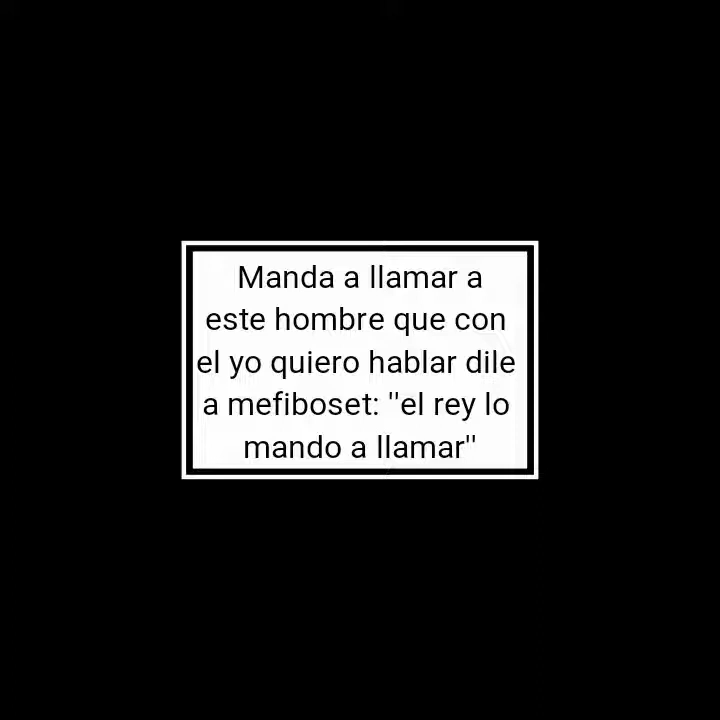 Manda a llamar a
este hombre que con
el yo quiero hablar dile
a mefiboset: "el rey lo
mando a llamar"